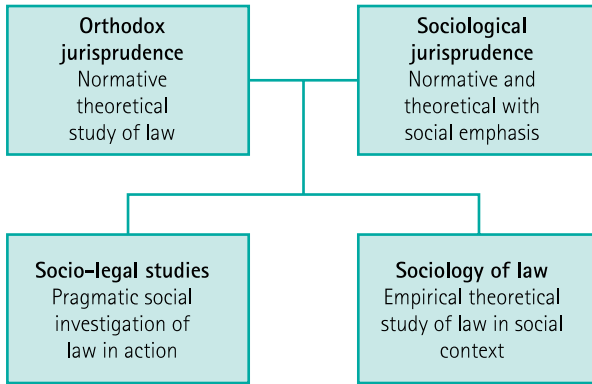 Orthodox
jurisprudence
Normative
theoretical
study of law
Sociological
jurisprudence
Normative and
theoretical with
social emphasis
Socio-legal studies
Pragmatic social
investigation of
law in action
Sociology of law
Empirical theoretical
study of law in social
context